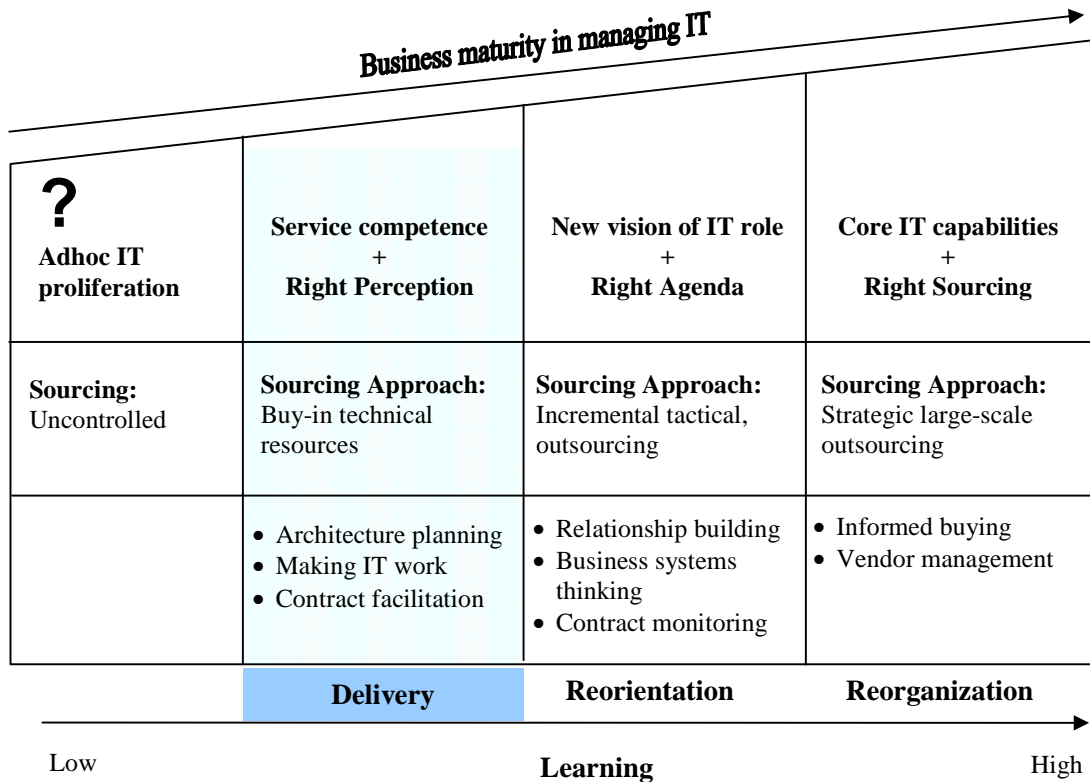 Business maturity in managing IT
?
Adhoc IT
proliferation
Service competence
+
Right Perception
New vision of IT role
+
Right Agenda
Core IT capabilities
+
Right Sourcing
Sourcing:
Uncontrolled
Sourcing Approach:
Buy-in technical
resources
Sourcing Approach:
Incremental tactical,
outsourcing
Sourcing Approach:
Strategic large-scale
outsourcing
• Architecture planning
• Making IT work
• Contract facilitation
• Relationship building
• Business systems
thinking
• Contract monitoring
• Informed buying
• Vendor management
Delivery
Reorientation
Reorganization
Low
Learning
High